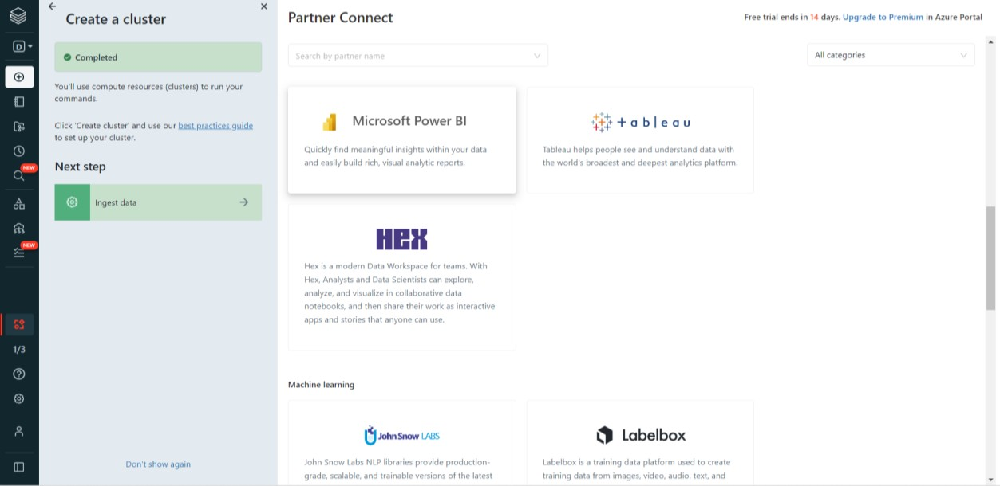 Create a cluster
Completed
You'll use compute resources (clusters) to run your
commands.
Click 'Create cluster' and use our best practices guide
to set up your cluster.
Next step
Ingest data
Don't show again
D
NEW
NEW
1/3
Partner Connect
Free trial ends in 14 days. Upgrade to Premium in Azure Portal
Search by partner name
All categories
Microsoft Power BI
Quickly find meaningful insights within your data
and easily build rich, visual analytic reports.
+ableau
Tableau helps people see and understand data with
the world's broadest and deepest analytics platform.
HEX
Hex is a modern Data Workspace for teams. With
Hex, Analysts and Data Scientists can explore,
analyze, and visualize in collaborative data
notebooks, and then share their work as interactive
apps and stories that anyone can use.
Machine learning
John Snow LABS
John Snow Labs NLP libraries provide production-
grade, scalable, and trainable versions of the latest
Labelbox
Labelbox is a training data platform used to create
training data from images, video, audio, text, and